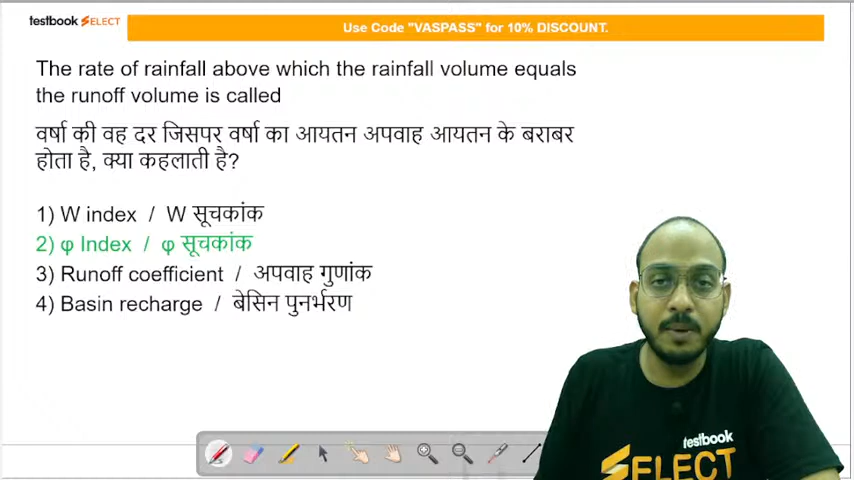 testbook SELECT
Use Code "VASPASS" for 10% DISCOUNT.
The rate of rainfall above which the rainfall volume equals
the runoff volume is called
वर्षा की वह दर जिसपर वर्षा का आयतन अपवाह आयतन के बराबर
होता है, क्या कहलाती है?
1) W index / W सूचकांक
2) φ Index / φ सूचकांक
3) Runoff coefficient / अपवाह गुणांक
4) Basin recharge / बेसिन पुनर्भरण
testbook
SELECT